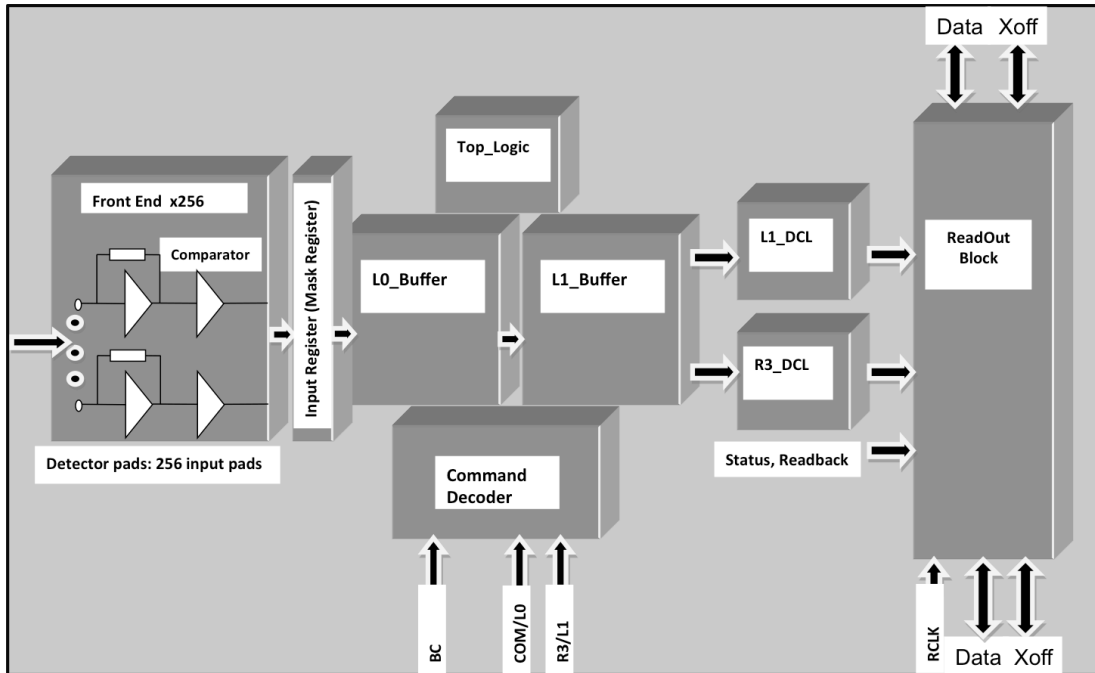 Data Xoff
Top_Logic
Front End x256
Comparator
Input Register (Mask Register)
L0_Buffer
L1_Buffer
L1_DCL
ReadOut
Block
R3_DCL
Detector pads: 256 input pads
Status, Readback
Command
Decoder
BC
COM/L0
R3/L1
RCLK
Data Xoff